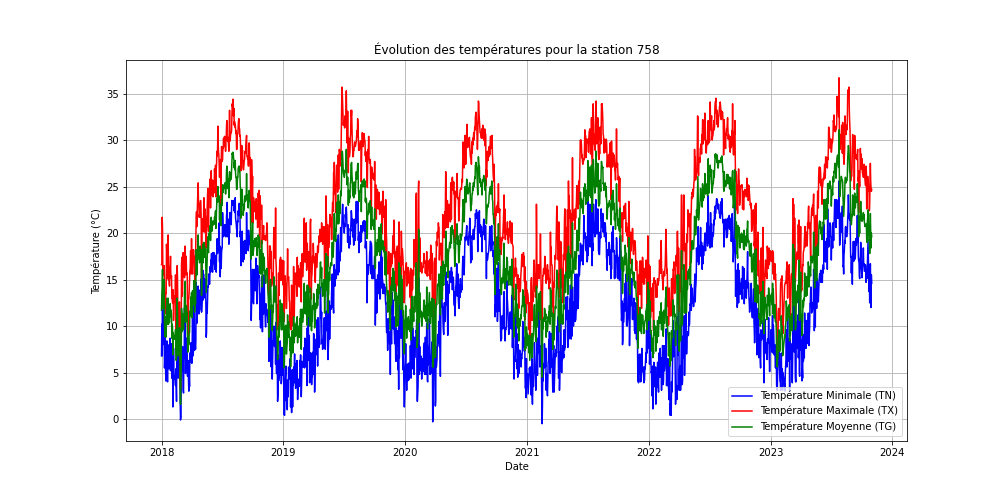 Évolution des températures pour la station 758
Température (°C)
35
30
25
20
15
10
5
0
2018
2019
2020
2021
2022
2023
2024
Date
Température Minimale (TN)
Température Maximale (TX)
Température Moyenne (TG)